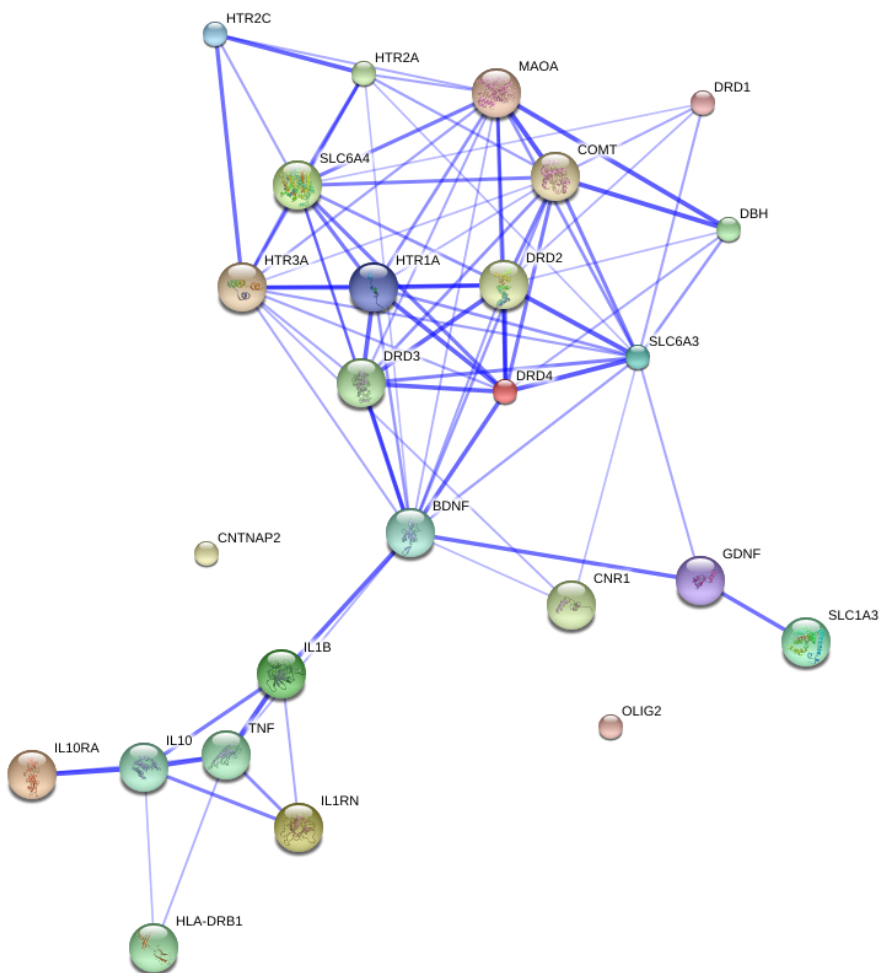 HTR2C
HTR2A
MAOA
DRD1
COMT
SLC6A4
DBH
HTR3A
HTR1A
DRD2
SLC6A3
DRD3
DRD4
BDNF
CNTNAP2
GDNF
CNR1
SLC1A3
IL1B
OLIG2
TNF
IL10RA
IL10
IL1RN
HLA-DRB1